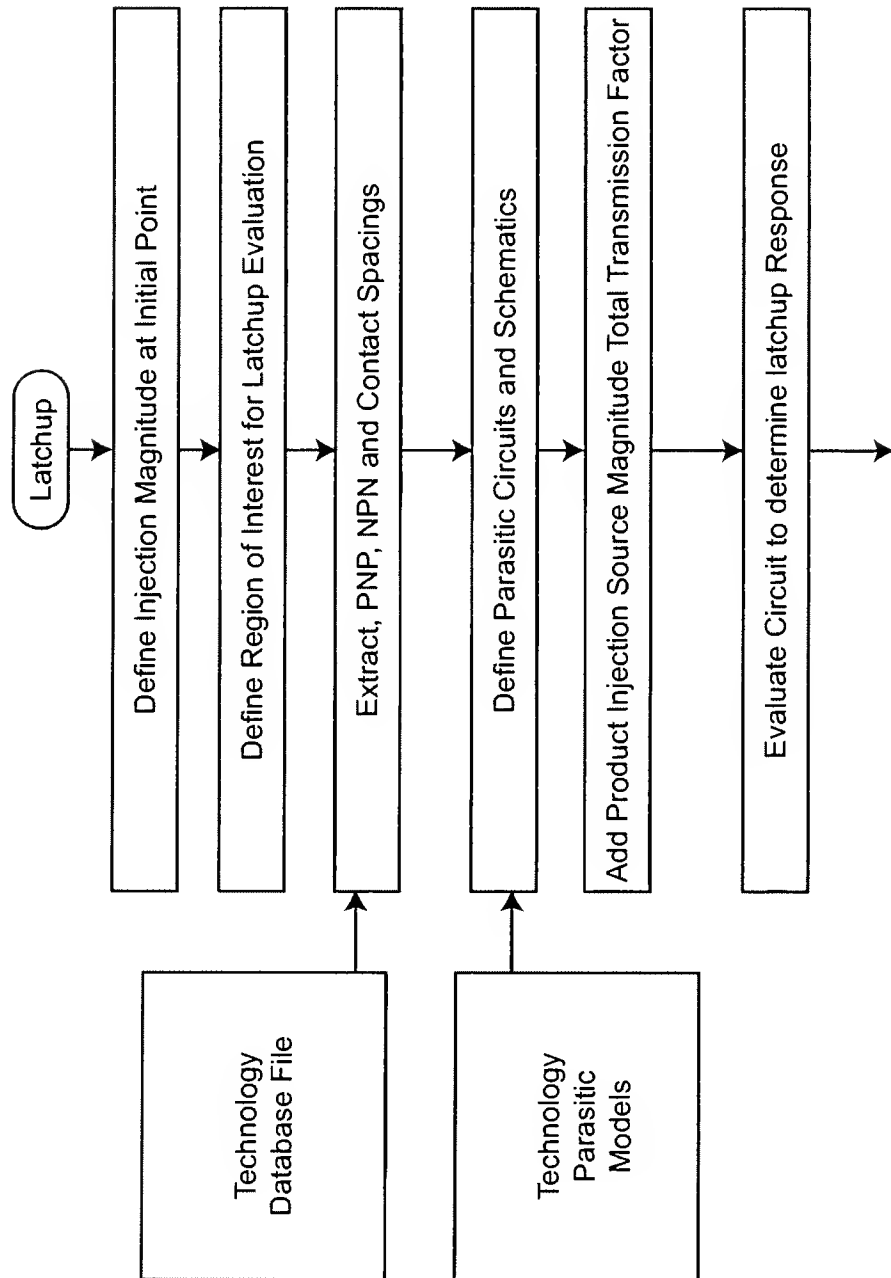 Latchup
Define Injection Magnitude at Initial Point
Define Region of Interest for Latchup Evaluation
Extract, PNP, NPN and Contact Spacings
Define Parasitic Circuits and Schematics
Add Product Injection Source Magnitude Total Transmission Factor
Evaluate Circuit to determine latchup Response
Technology
Database File
Technology
Parasitic
Models